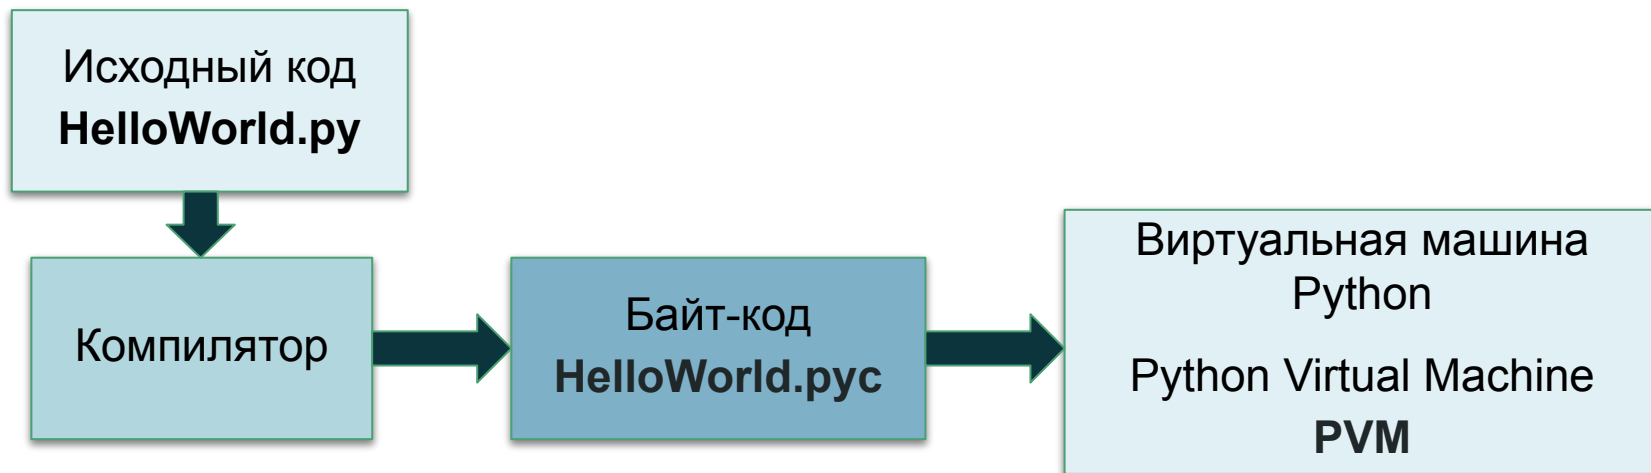 Исходный код
HelloWorld.py
Компилятор
Байт-код
HelloWorld.pyc
Виртуальная машина
Python
Python Virtual Machine
PVM